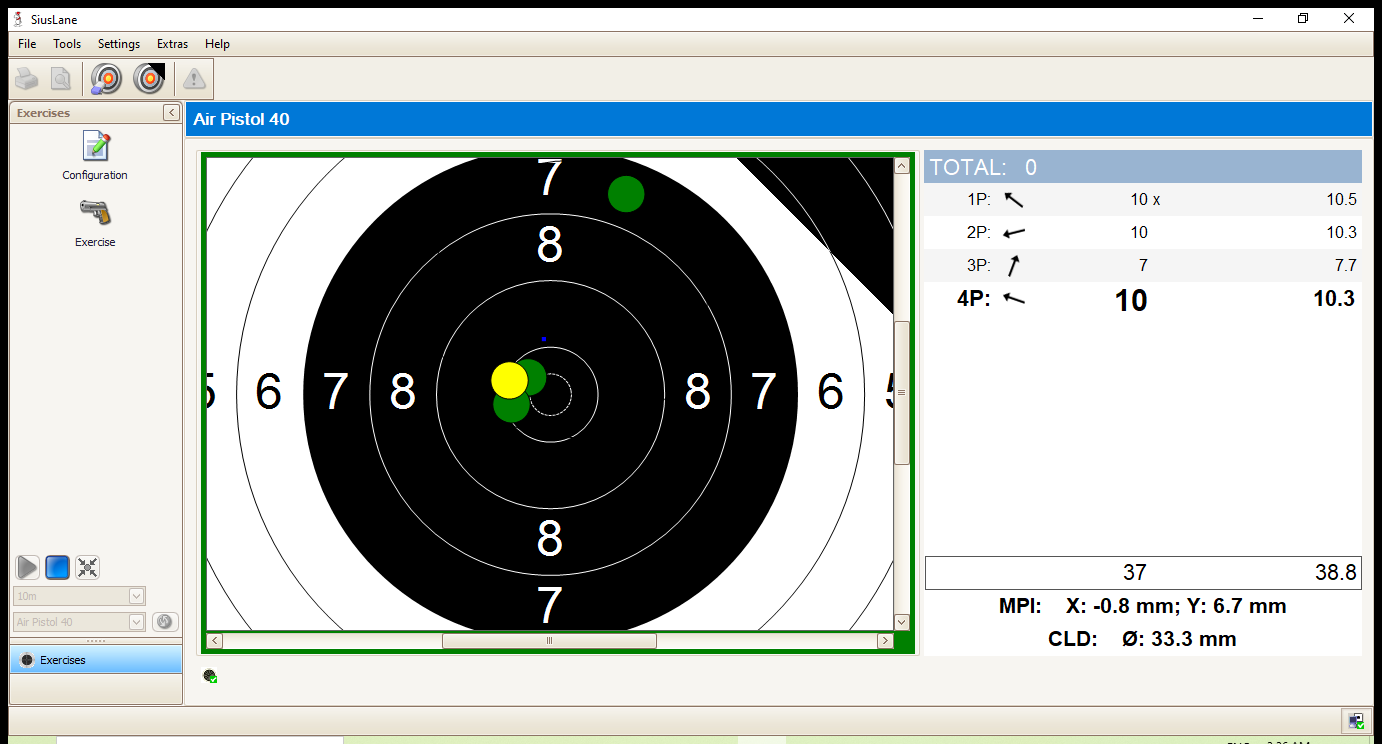 SiusLane
File Tools Settings Extras Help
Exercises
Configuration
Exercise
10m
Air Pistol 40
Exercises
Air Pistol 40
7
8
6 7 8 8 7 6
8
7
TOTAL: 0
1P: 10 x 10.5
2P: 10 10.3
3P: 7 7.7
4P: 10 10.3
37 38.8
MPI: X: -0.8 mm; Y: 6.7 mm
CLD: Ø: 33.3 mm